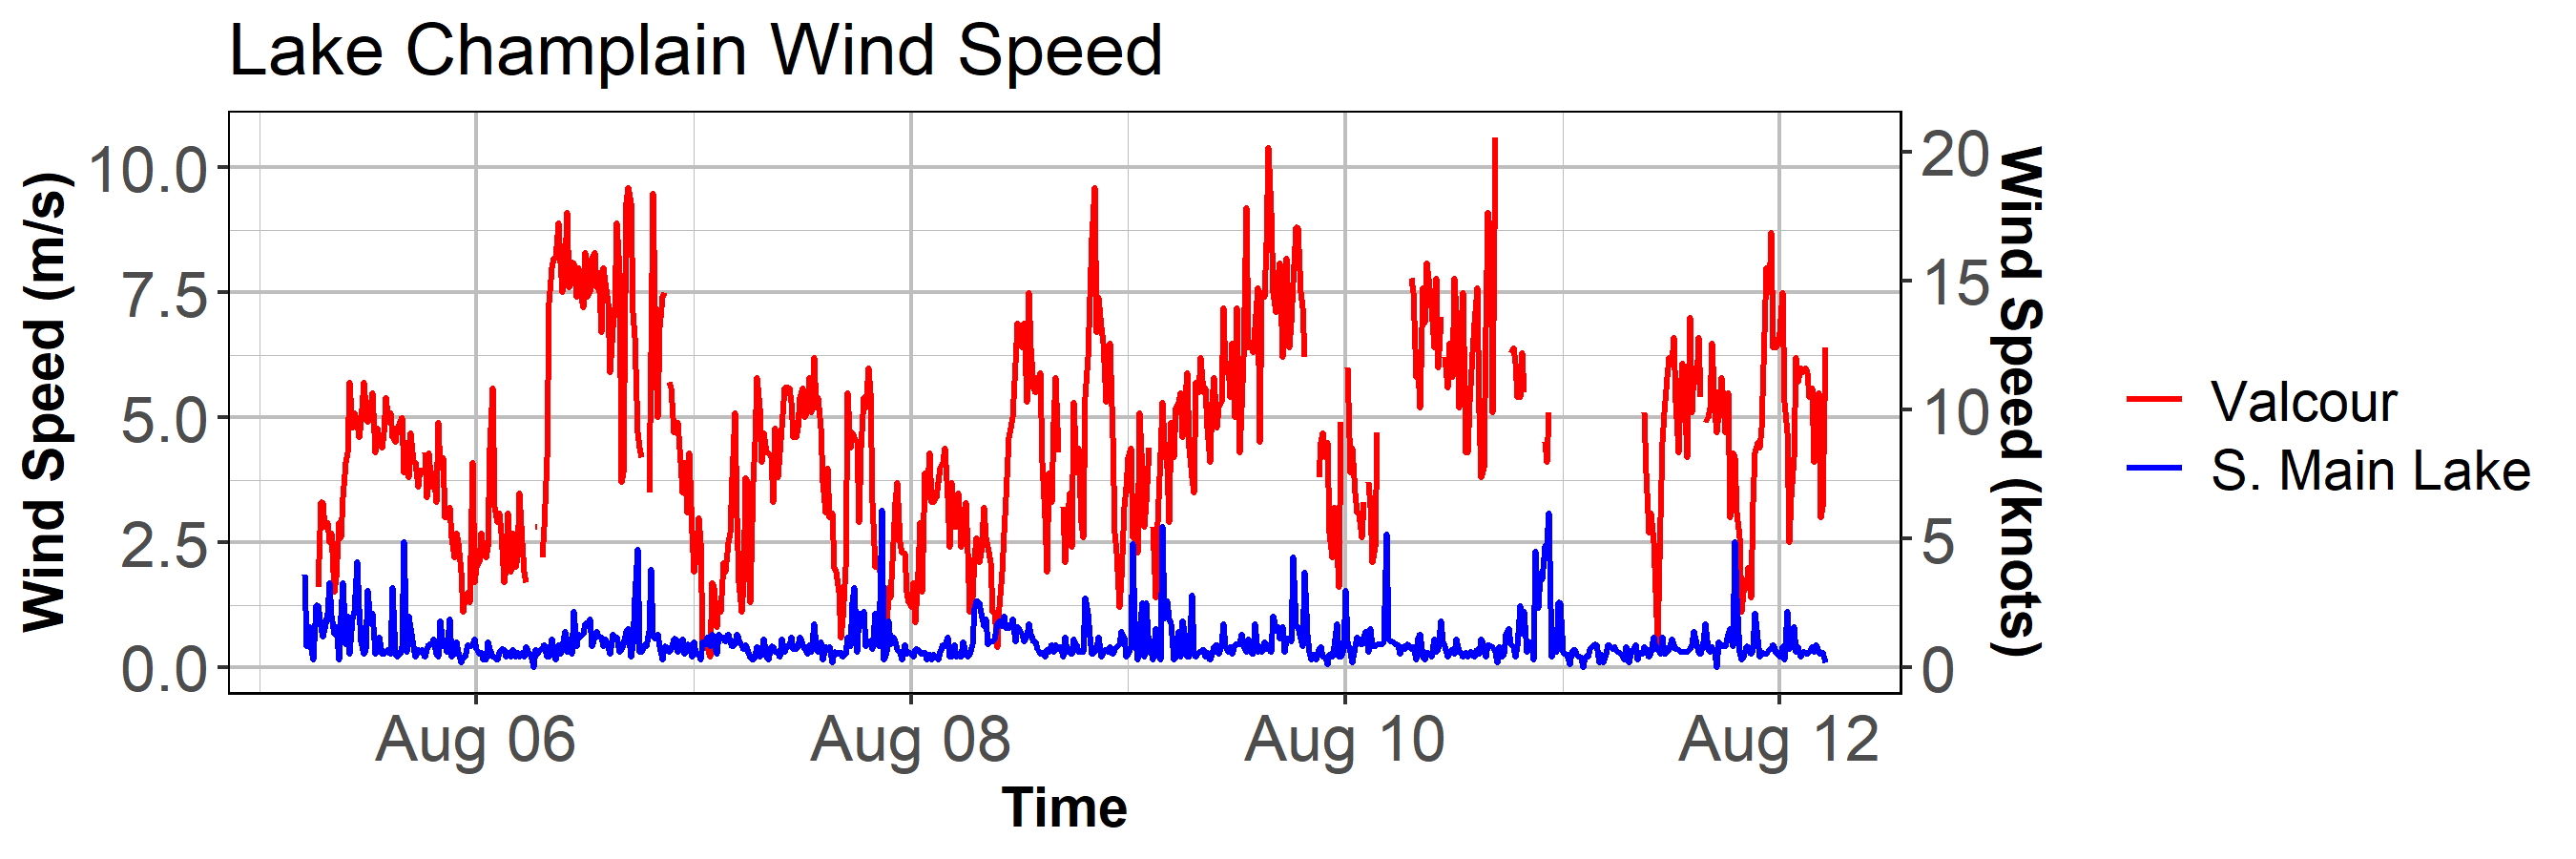 Lake Champlain Wind Speed
Wind Speed (m/s)
10.0
7.5
5.0
2.5
0.0
20
15
10
5
0
Wind Speed (knots)
Aug 06
Aug 08
Aug 10
Aug 12
Time
Valcour
S. Main Lake